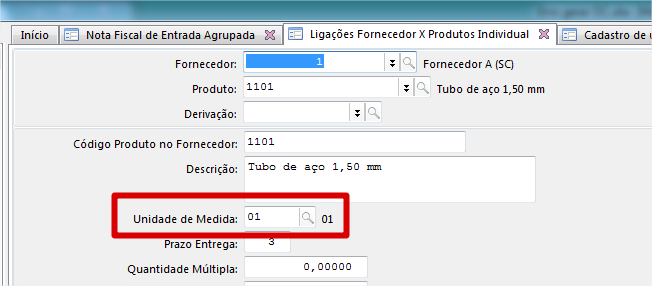 Início Nota Fiscal de Entrada Agrupada Ligações Fornecedor X Produtos Individual Cadastro de u
Fornecedor: 1 Fornecedor A (SC)
Produto: 1101 Tubo de aço 1,50 mm
Derivação:
Código Produto no Fornecedor: 1101
Descrição: Tubo de aço 1,50 mm
Unidade de Medida: 01 01
Prazo Entrega: 3
Quantidade Múltipla: 0,00000